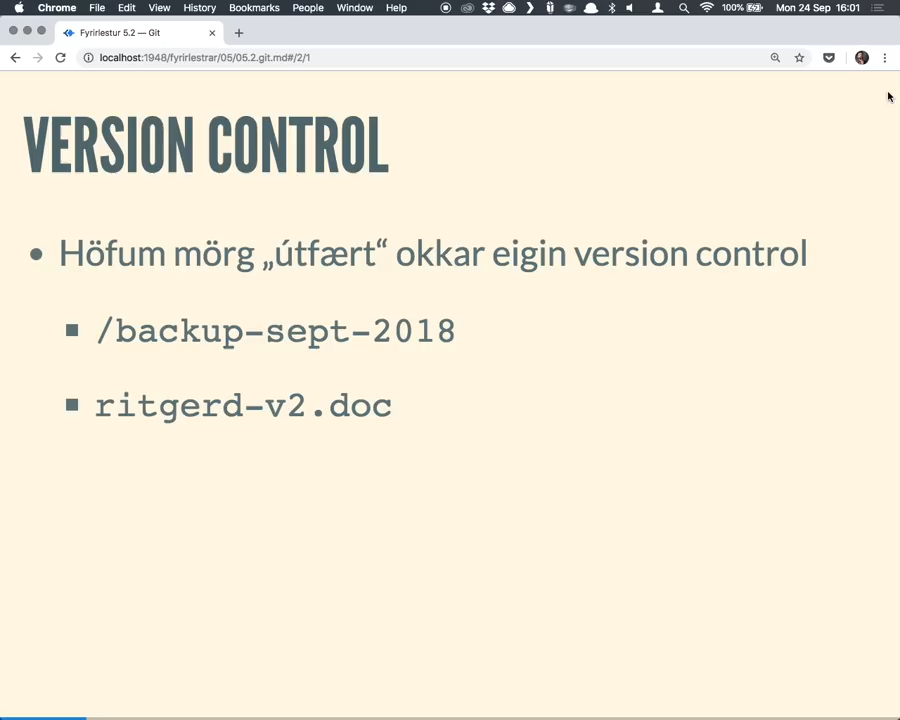 Chrome File Edit View History Bookmarks People Window Help 100% Mon 24 Sep 16:01
Fyrirlestur 5.2 — Git
localhost:1948/fyrirlestrar/05/05.2.git.md#/2/1
VERSION CONTROL
Höfum mörg „útfært“ okkar eigin version control
/backup-sept-2018
ritgerd-v2.doc